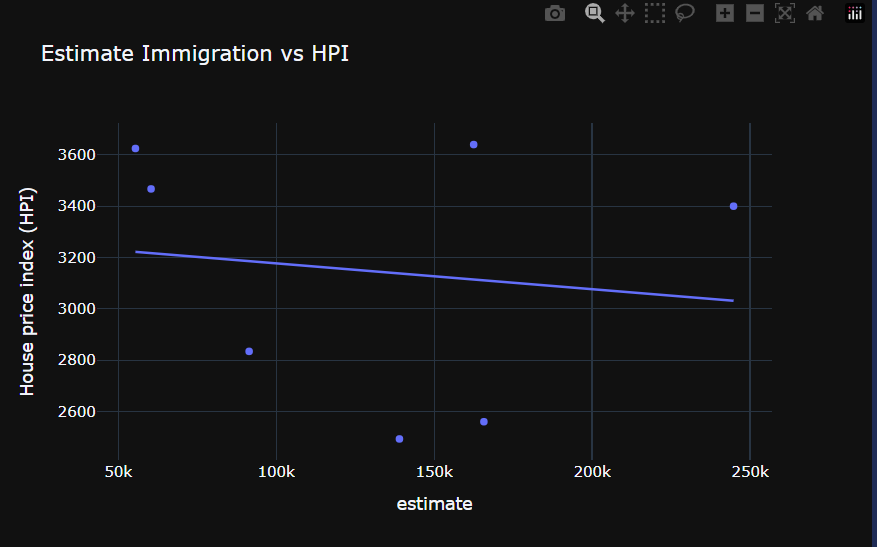 Estimate Immigration vs HPI
House price index (HPI)
3600
3400
3200
3000
2800
2600
50k 100k 150k 200k 250k
estimate